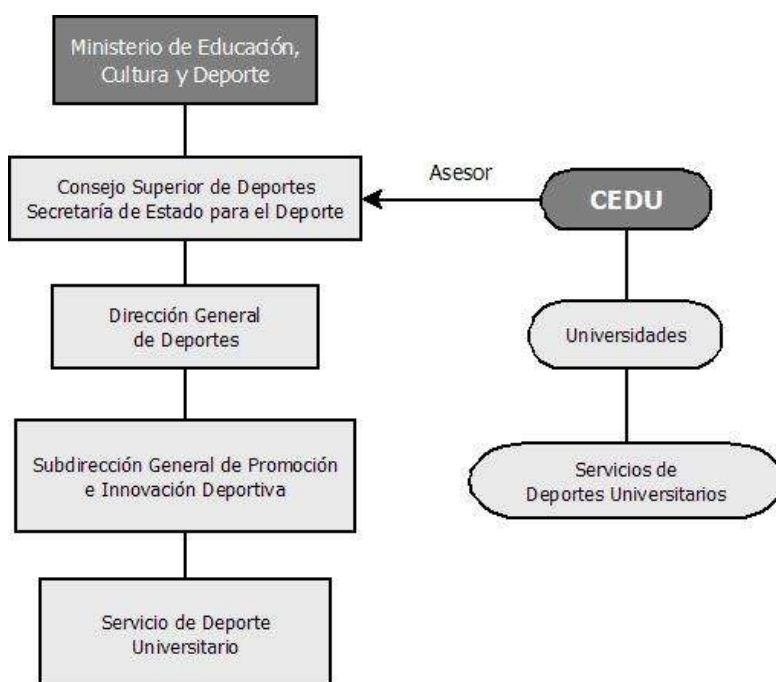 Ministerio de Educación,
Cultura y Deporte
Consejo Superior de Deportes
Secretaría de Estado para el Deporte
Asesor
CEDU
Dirección General
de Deportes
Universidades
Subdirección General de Promoción
e Innovación Deportiva
Servicios de
Deportes Universitarios
Servicio de Deporte
Universitario